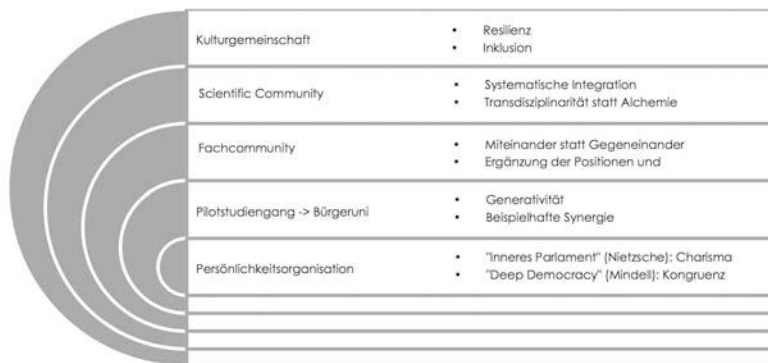 Kulturgemeinschaft
• Resilienz
• Inklusion
Scientific Community
• Systematische Integration
• Transdisziplinarität statt Alchemie
Fachcommunity
• Miteinander statt Gegeneinander
• Ergänzung der Positionen und
Pilotstudiengang -> Bürgeruni
• Generativität
• Beispielhafte Synergie
Persönlichkeitsorganisation
• "Inneres Parlament" (Nietzsche): Charisma
• "Deep Democracy" (Mindell): Kongruenz